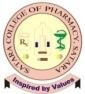 SATARA COLLEGE OF PHARMACY, SATARA
Rx
Inspired by Values